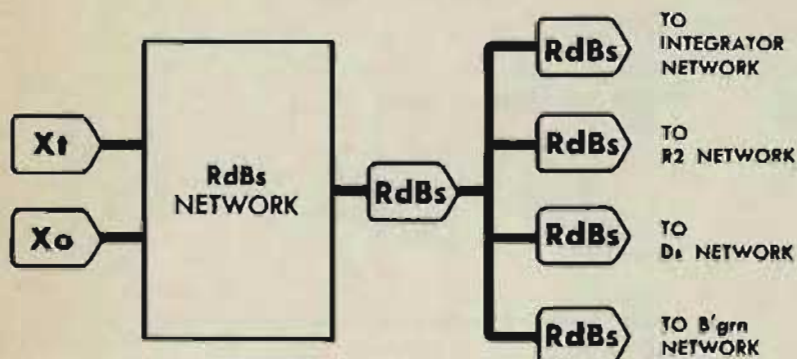 Xt
Xo
RdBs
NETWORK
RdBs
RdBs
TO
INTEGRATOR
NETWORK
RdBs
TO
R2 NETWORK
RdBs
TO
Ds NETWORK
RdBs
TO B'grn
NETWORK